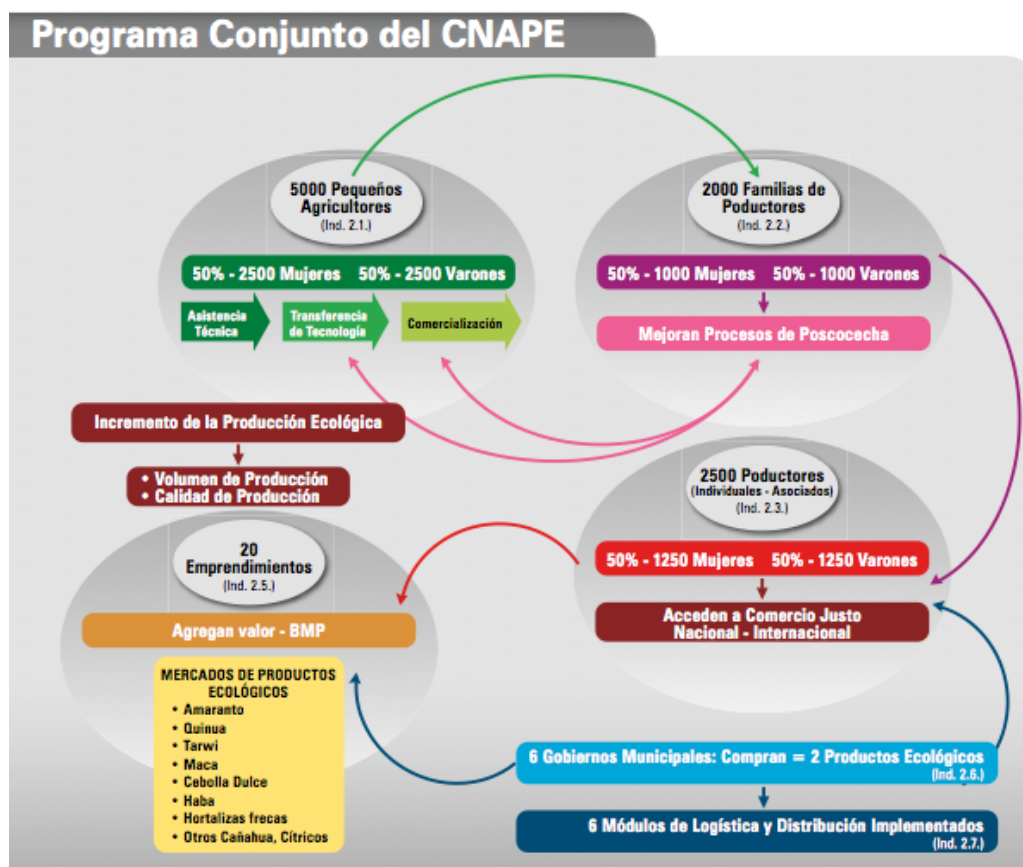 Programa Conjunto del CNAPE
5000 Pequeños
Agricultores
(Ind. 2.1.)
50% - 2500 Mujeres 50% - 2500 Varones
Asistencia
Técnica
Transferencia
de Tecnología
Comercialización
2000 Familias de
Poductores
(Ind. 2.2.)
50% - 1000 Mujeres 50% - 1000 Varones
Mejoran Procesos de Poscocecha
Incremento de la Producción Ecológica
• Volumen de Producción
• Calidad de Producción
2500 Poductores
(Individuales - Asociados)
(Ind. 2.3.)
50% - 1250 Mujeres 50% - 1250 Varones
Acceden a Comercio Justo
Nacional - Internacional
20
Emprendimientos
(Ind. 2.5.)
Agregan valor - BMP
MERCADOS DE PRODUCTOS
ECOLÓGICOS
• Amaranto
• Quinua
• Tarwi
• Maca
• Cebolla Dulce
• Haba
• Hortalizas frecas
• Otros Cañahua, Cítricos
6 Gobiernos Municipales: Compran = 2 Productos Ecológicos
(Ind. 2.6.)
6 Módulos de Logística y Distribución Implementados
(Ind. 2.7.)